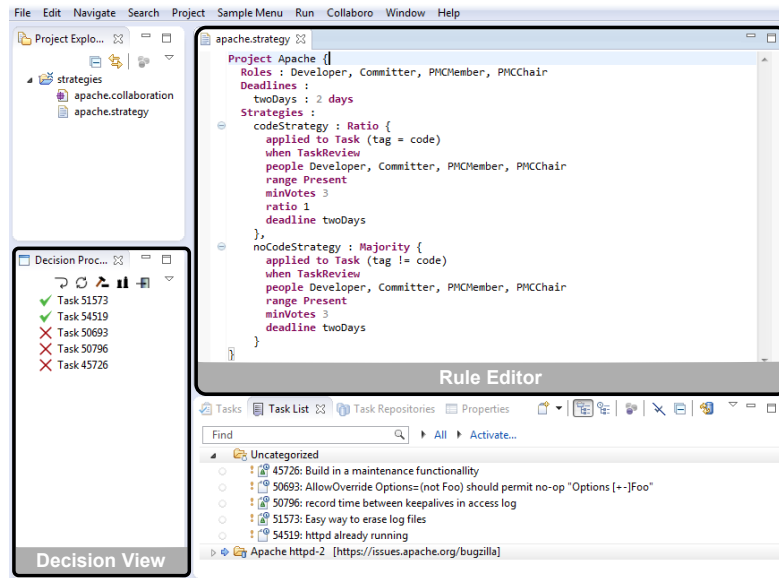 File Edit Navigate Search Project Sample Menu Run Collaboro Window Help
Project Explo...
strategies
apache.collaboration
apache.strategy
apache.strategy
Project Apache {
Roles : Developer, Committer, PMCMember, PMCChair
Deadlines :
twoDays : 2 days
Strategies :
codeStrategy : Ratio {
applied to Task (tag = code)
when TaskReview
people Developer, Committer, PMCMember, PMCChair
range Present
minVotes 3
ratio 1
deadline twoDays
},
noCodeStrategy : Majority {
applied to Task (tag != code)
when TaskReview
people Developer, Committer, PMCMember, PMCChair
range Present
minVotes 3
deadline twoDays
}
}
Rule Editor
Decision Proc...
Task 51573
Task 54519
Task 50693
Task 50796
Task 45726
Decision View
Tasks Task List Task Repositories Properties
Find All Activate...
Uncategorized
45726: Build in a maintenance functionallity
50693: AllowOverride Options=(not Foo) should permit no-op "Options [+-]Foo"
50796: record time between keepalives in access log
51573: Easy way to erase log files
54519: httpd already running
Apache httpd-2 [https://issues.apache.org/bugzilla]